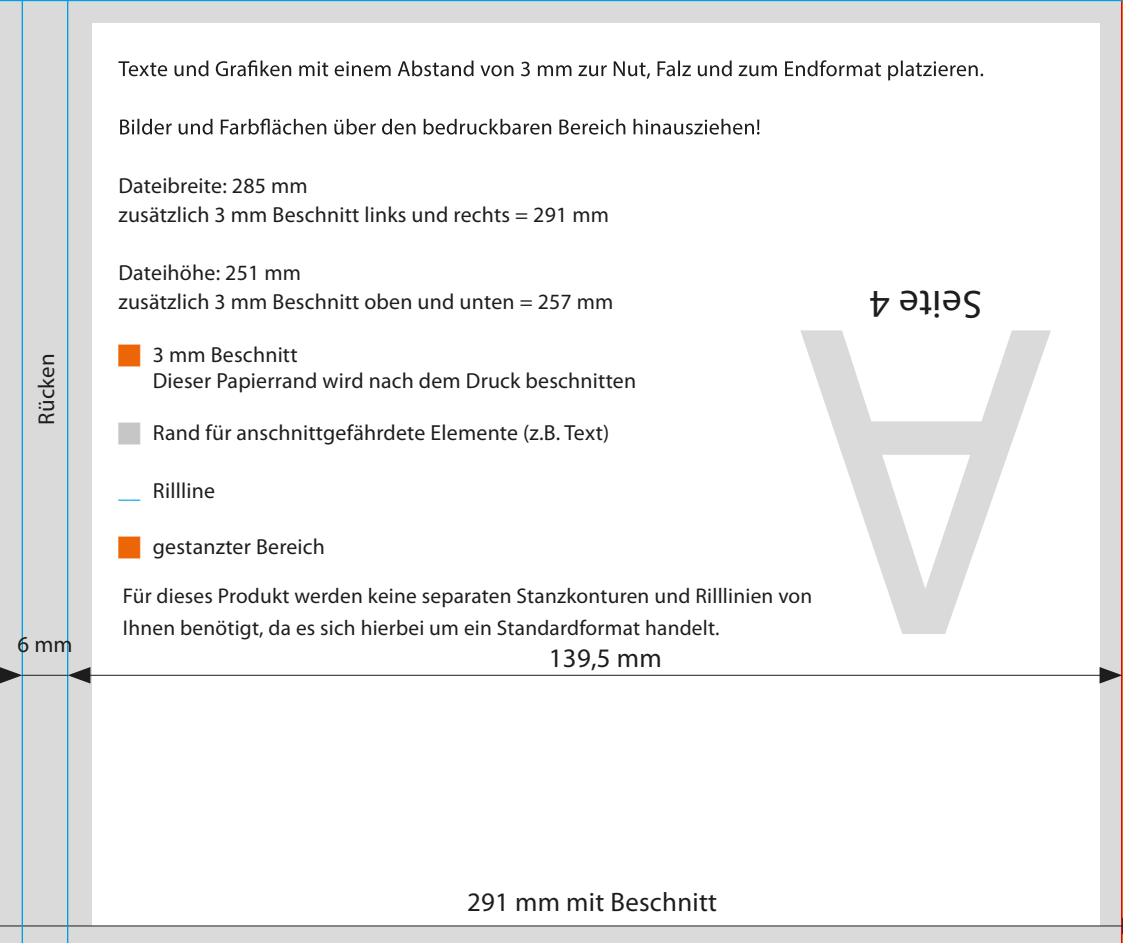 Texte und Grafiken mit einem Abstand von 3 mm zur Nut, Falz und zum Endformat platzieren.
Bilder und Farbflächen über den bedruckbaren Bereich hinausziehen!
Dateibreite: 285 mm
zusätzlich 3 mm Beschnitt links und rechts = 291 mm
Dateihöhe: 251 mm
zusätzlich 3 mm Beschnitt oben und unten = 257 mm
Seite 4
A
3 mm Beschnitt
Dieser Papierrand wird nach dem Druck beschnitten
Rücken
Rand für anschnittgefährdete Elemente (z.B. Text)
Rillline
gestanzter Bereich
Für dieses Produkt werden keine separaten Stanzkonturen und Rilllinien von
Ihnen benötigt, da es sich hierbei um ein Standardformat handelt.
6 mm
139,5 mm
291 mm mit Beschnitt